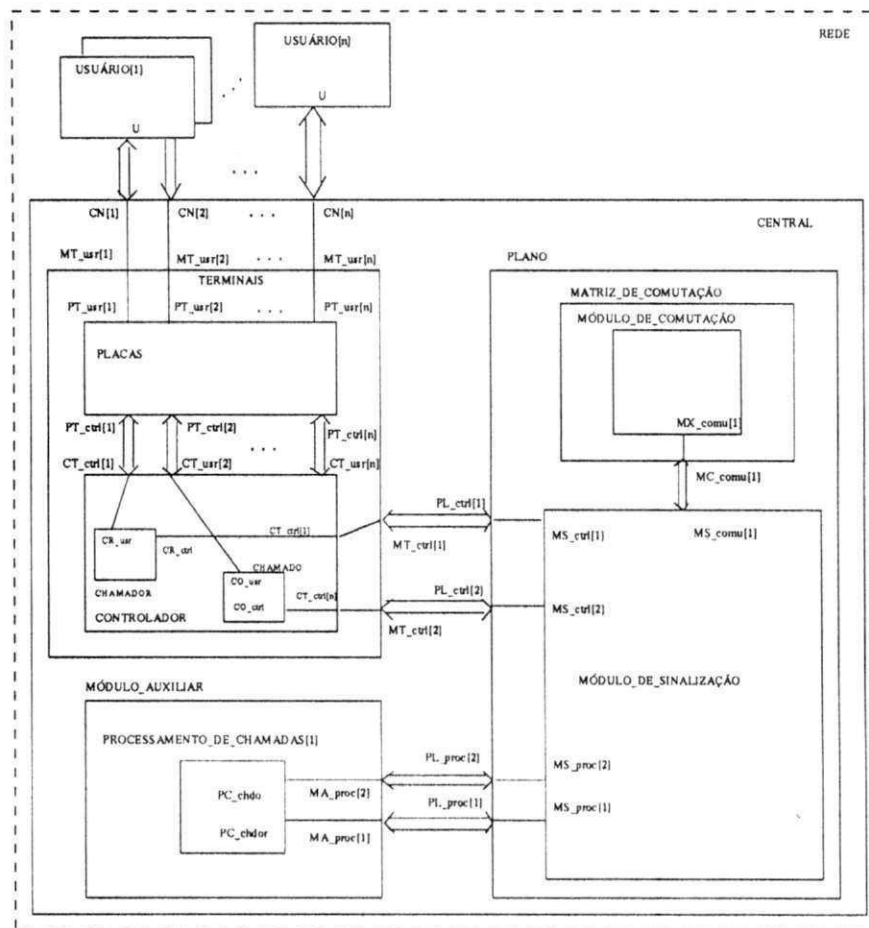 REDE
USUÁRIO[n]
USUÁRIO[1]
U
U
. . .
. . .
CN[1] CN[2] . . . CN[n]
CENTRAL
MT_usr[1] MT_usr[2] . . . MT_usr[n]
PLANO
TERMINAIS
MATRIZ_DE_COMUTAÇÃO
PT_usr[1] PT_usr[2] . . . PT_usr[n]
MÓDULO_DE_COMUTAÇÃO
PLACAS
MX_comu[1]
PT_ctrl[1] PT_ctrl[2] . . . PT_ctrl[n]
CT_ctrl[1] CT_usr[2] CT_usr[n]
MC_comu[1]
PL_ctrl[1]
CT_ctrl[1]
MS_ctrl[1] MS_comu[1]
CR_usr
CR_ctrl
MT_ctrl[1]
CHAMADO
CO_usr
CHAMADOR
CT_ctrl[n]
PL_ctrl[2]
CO_ctrl
MS_ctrl[2]
CONTROLADOR
MT_ctrl[2]
MÓDULO_DE_SINALIZAÇÃO
MÓDULO_AUXILIAR
PROCESSAMENTO_DE_CHAMADAS[1]
PL_proc[2]
MS_proc[2]
PC_chdo
MA_proc[2]
PL_proc[1]
MS_proc[1]
PC_chdor
MA_proc[1]